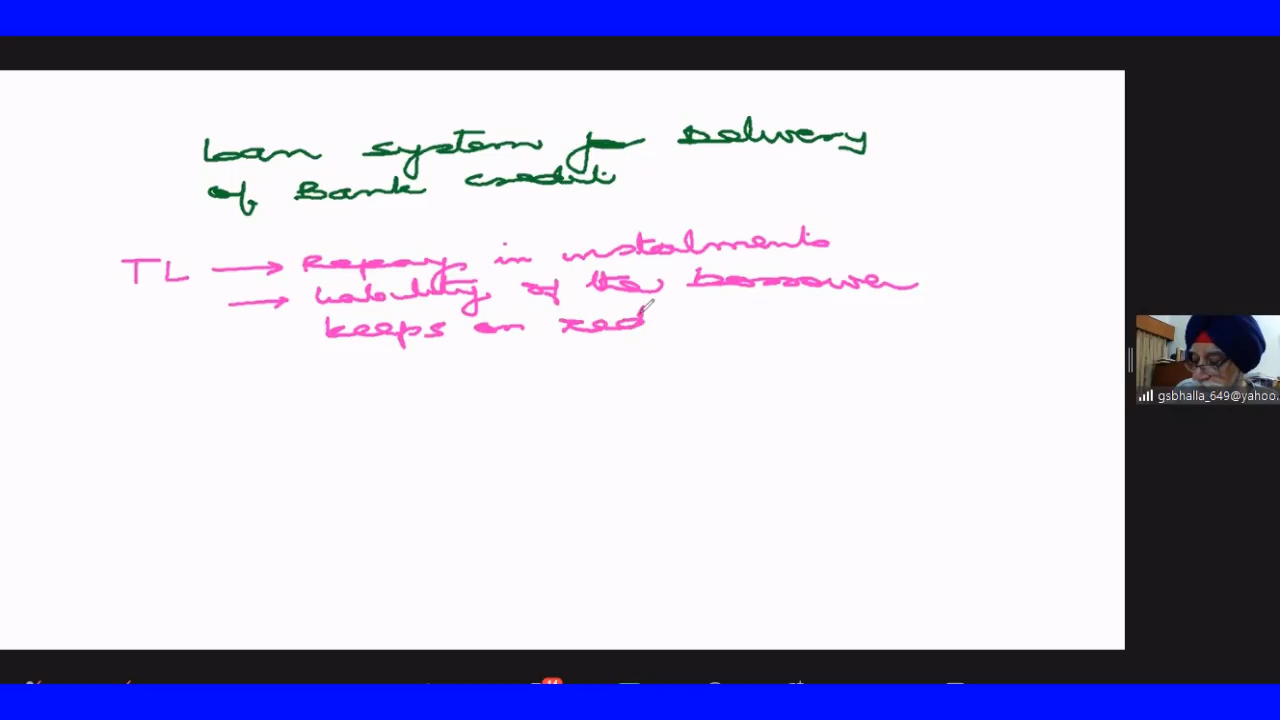 Loan system for Delivery
of Bank credit
TL → Repay in instalments
→ Liability of the borrower
keeps on red
gsbhalla_649@yahoo.